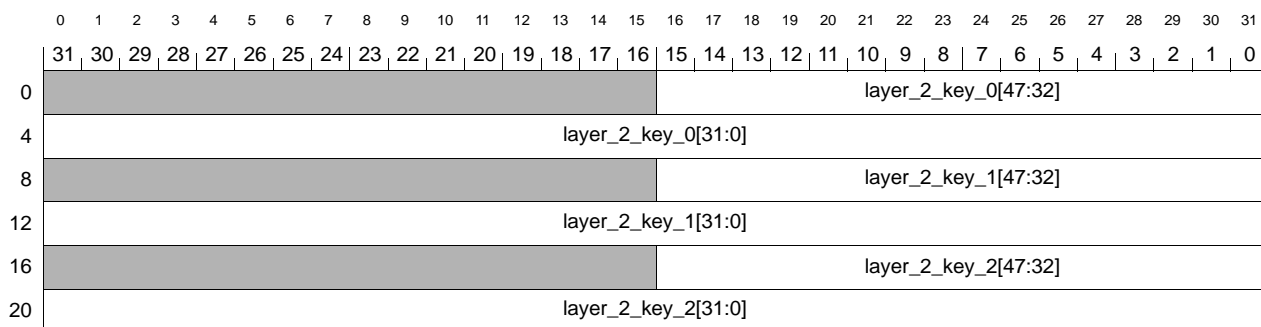 0 1 2 3 4 5 6 7 8 9 10 11 12 13 14 15 16 17 18 19 20 21 22 23 24 25 26 27 28 29 30 31
31 30 29 28 27 26 25 24 23 22 21 20 19 18 17 16 15 14 13 12 11 10 9 8 7 6 5 4 3 2 1 0
0 layer_2_key_0[47:32]
4 layer_2_key_0[31:0]
8 layer_2_key_1[47:32]
12 layer_2_key_1[31:0]
16 layer_2_key_2[47:32]
20 layer_2_key_2[31:0]